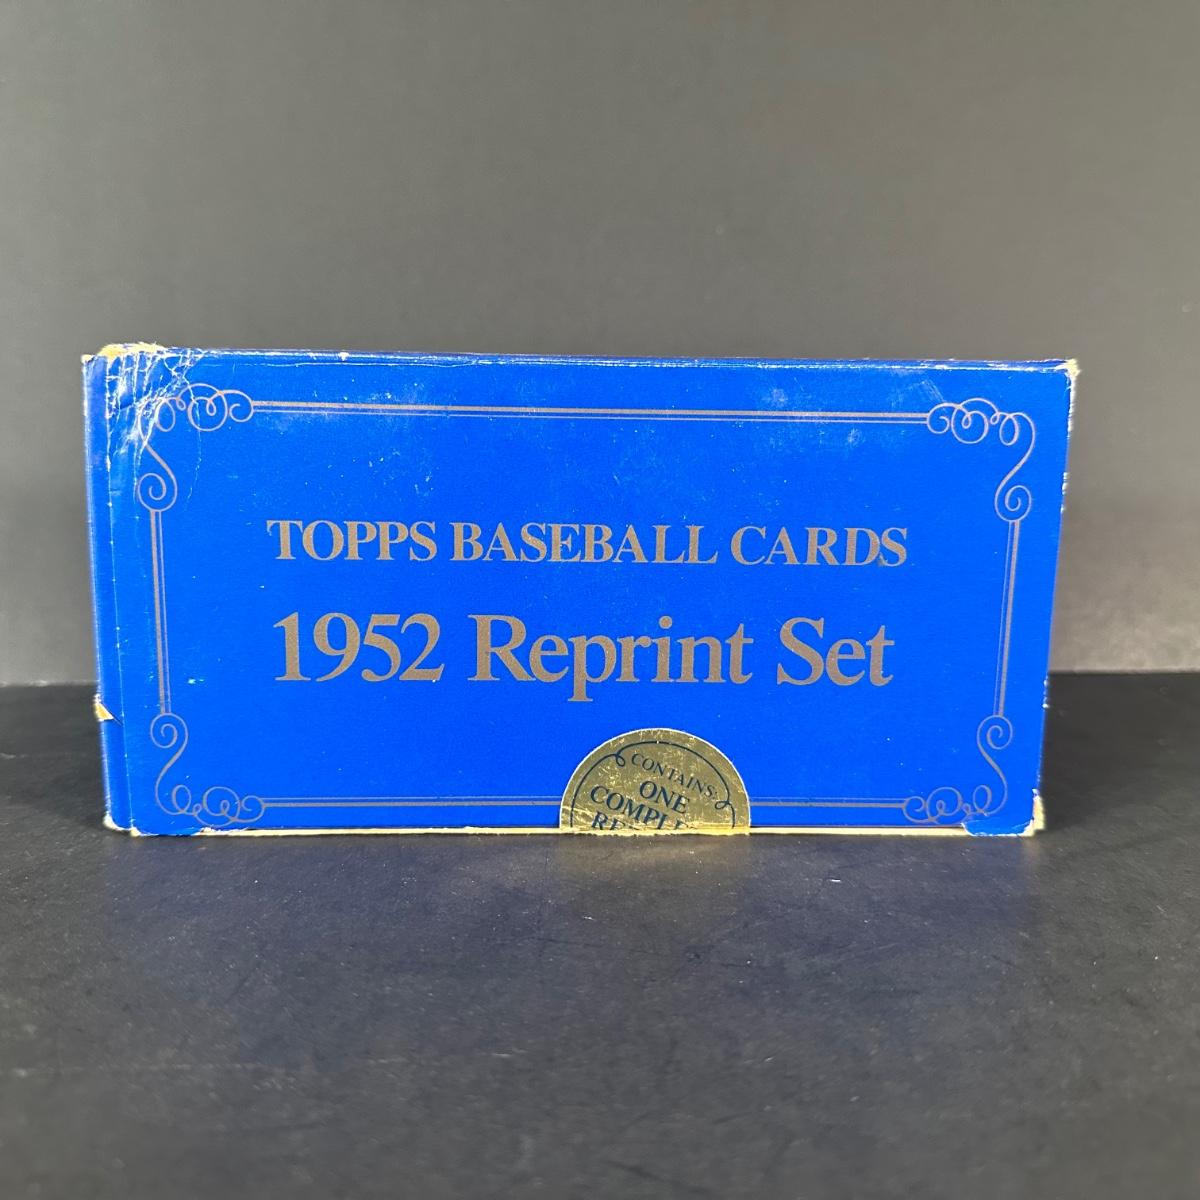 TOPPS BASEBALL CARDS
1952 Reprint Set
CONTAINS:
ONE